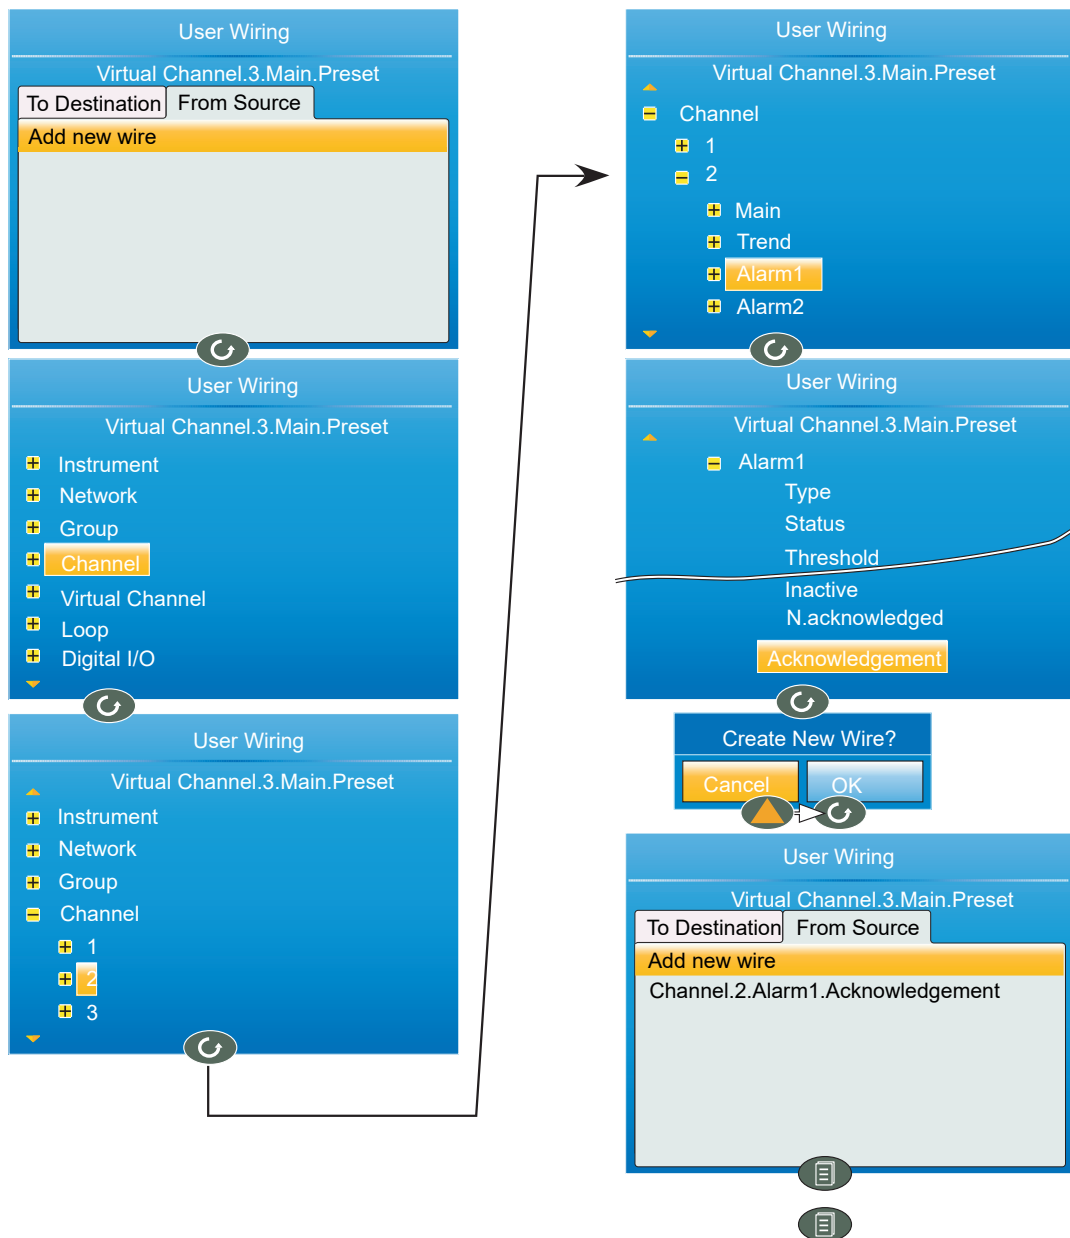 User Wiring
Virtual Channel.3.Main.Preset
To Destination
From Source
Add new wire
User Wiring
Virtual Channel.3.Main.Preset
Instrument
Network
Group
Channel
Virtual Channel
Loop
Digital I/O
User Wiring
Virtual Channel.3.Main.Preset
Instrument
Network
Group
Channel
1
2
3
User Wiring
Virtual Channel.3.Main.Preset
Channel
1
2
Main
Trend
Alarm1
Alarm2
User Wiring
Virtual Channel.3.Main.Preset
Alarm1
Type
Status
Threshold
Inactive
N.acknowledged
Acknowledgement
Create New Wire?
Cancel
OK
User Wiring
Virtual Channel.3.Main.Preset
To Destination
From Source
Add new wire
Channel.2.Alarm1.Acknowledgement